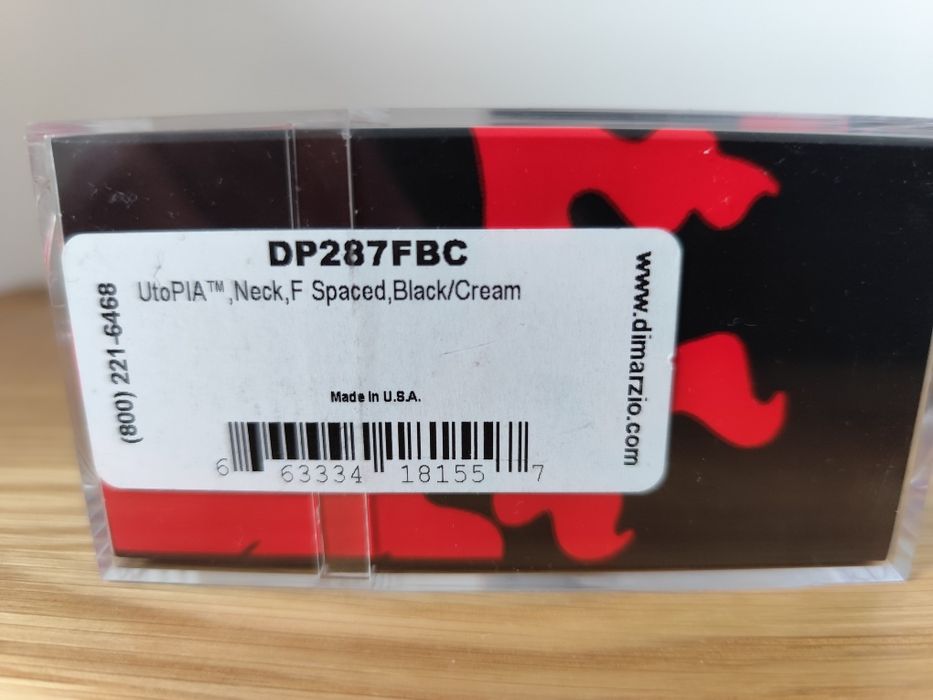 DP287FBC
UtoPIA™,Neck,F Spaced,Black/Cream
(800) 221-6468
www.dimarzio.com
Made In U.S.A.
6 63334 18155 7